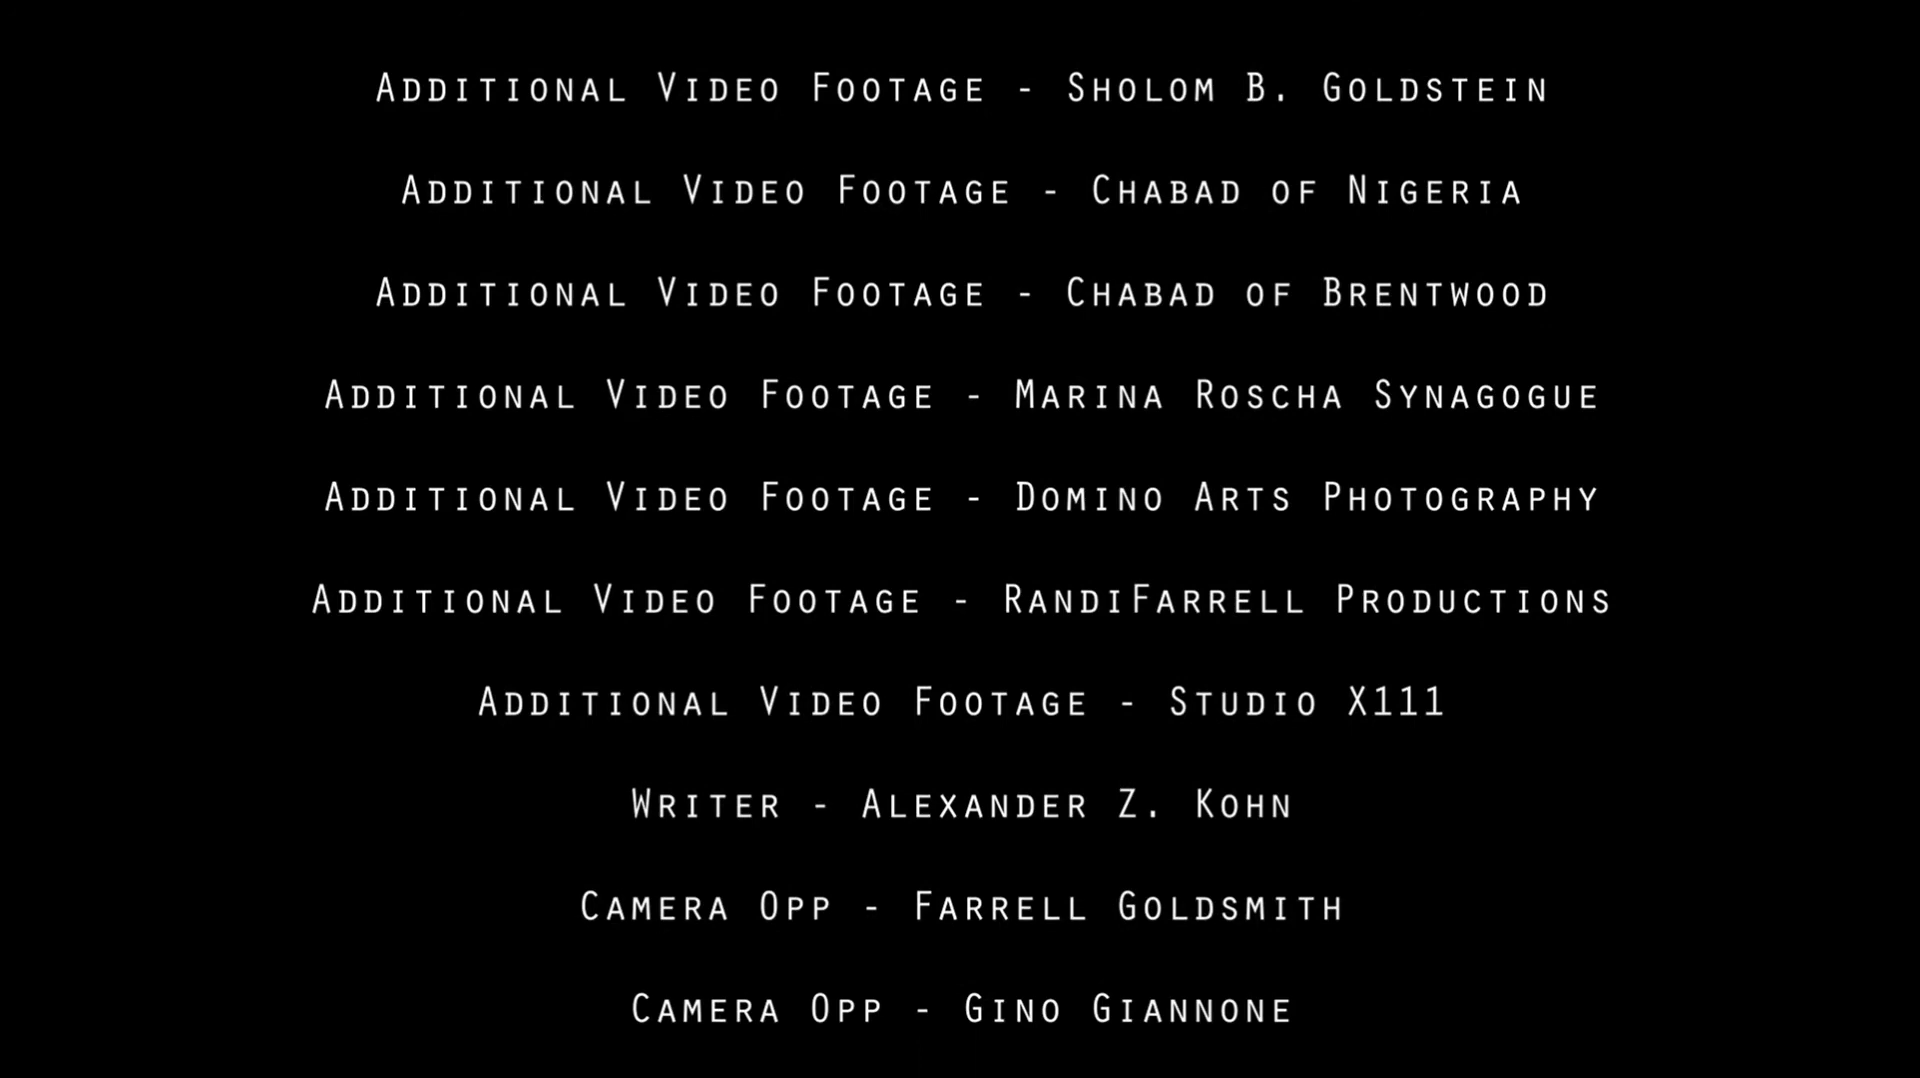 Additional Video Footage - Sholom B. Goldstein
Additional Video Footage - Chabad of Nigeria
Additional Video Footage - Chabad of Brentwood
Additional Video Footage - Marina Roscha Synagogue
Additional Video Footage - Domino Arts Photography
Additional Video Footage - RandiFarrell Productions
Additional Video Footage - Studio X111
Writer - Alexander Z. Kohn
Camera Opp - Farrell Goldsmith
Camera Opp - Gino Giannone